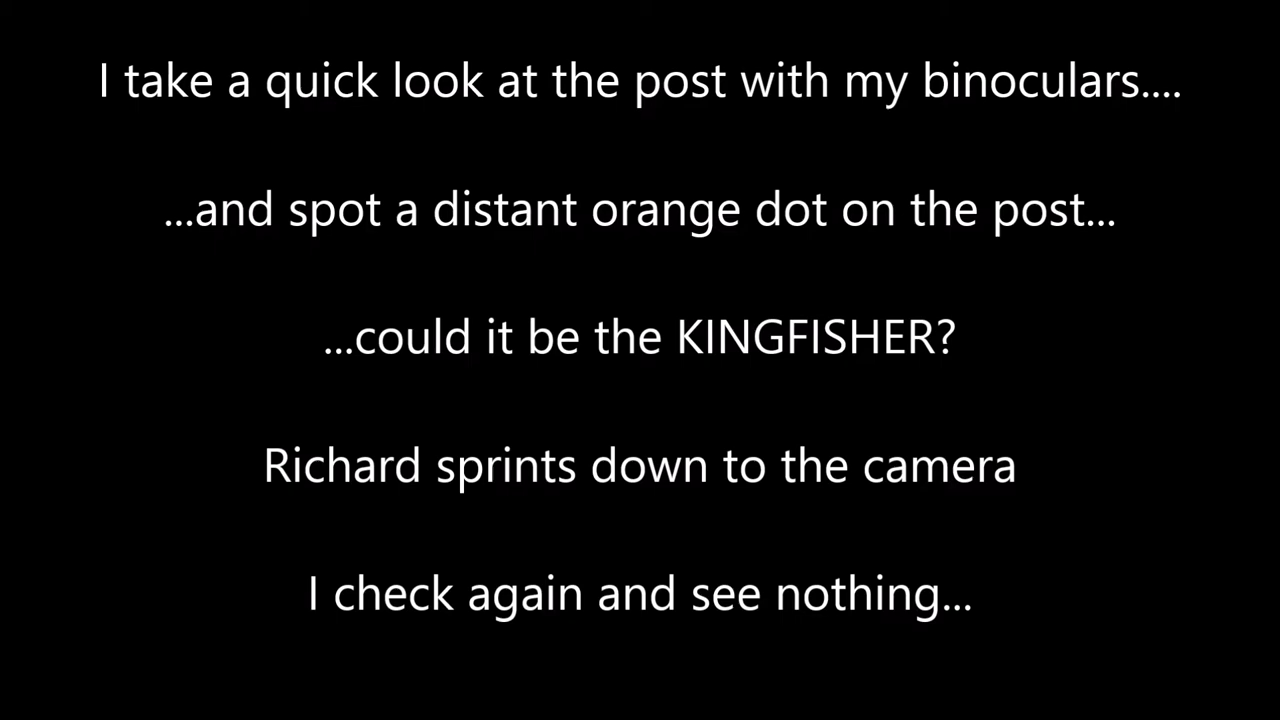 I take a quick look at the post with my binoculars....
...and spot a distant orange dot on the post...
...could it be the KINGFISHER?
Richard sprints down to the camera
I check again and see nothing...